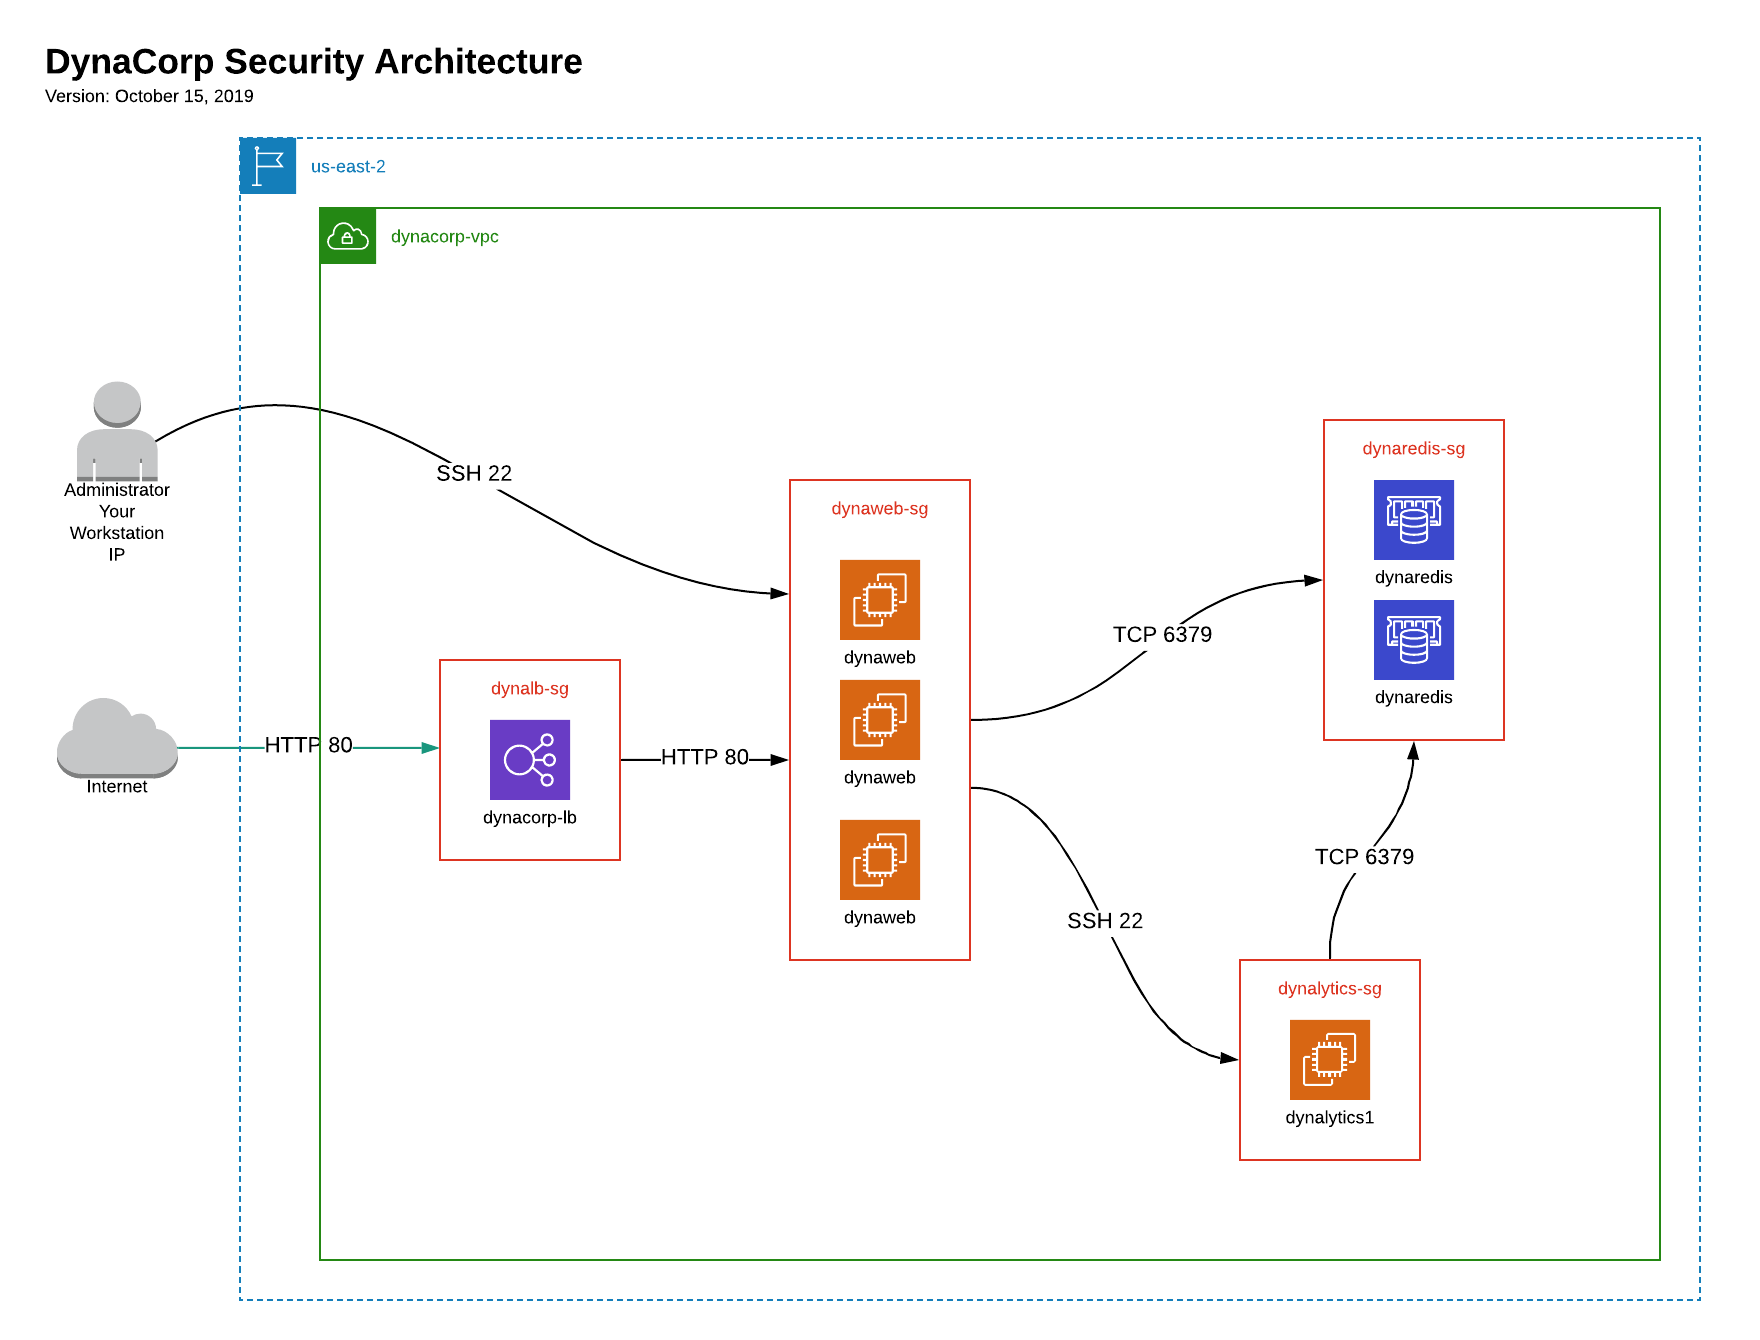 DynaCorp Security Architecture
Version: October 15, 2019
us-east-2
dynacorp-vpc
Administrator
Your
Workstation
IP
SSH 22
Internet
HTTP 80
dynalb-sg
dynacorp-lb
HTTP 80
dynaweb-sg
dynaweb
dynaweb
dynaweb
TCP 6379
SSH 22
dynaredis-sg
dynaredis
dynaredis
TCP 6379
dynalytics-sg
dynalytics1